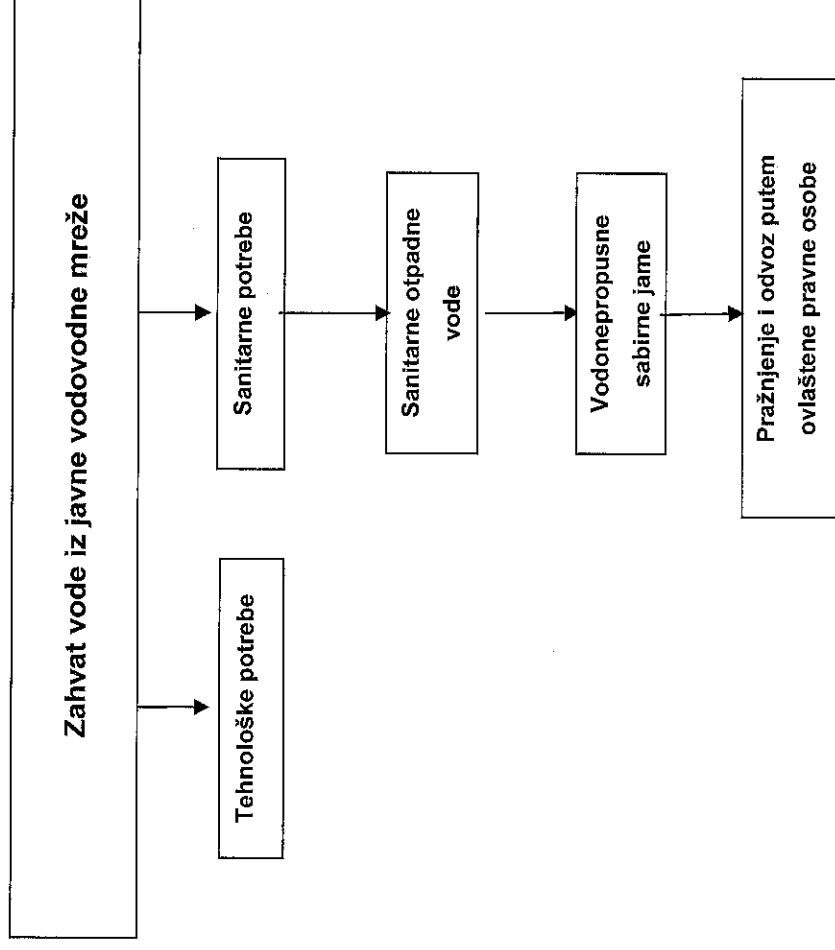 Zahvat vode iz javne vodovodne mreže
Tehnološke potrebe
Sanitarne potrebe
Sanitarne otpadne
vode
Vodonepropusne
sabirne jame
Pražnjenje i odvoz putem
ovlaštene pravne osobe